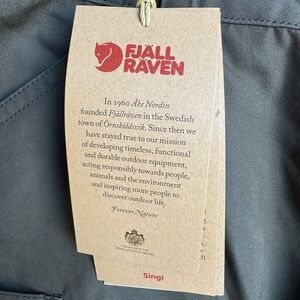 FJÄLL
RÄVEN
In 1960 Åke Nordin
founded Fjällräven in the Swedish
town of Örnsköldsvik. Since then we
have stayed true to our mission
of developing timeless, functional
and durable outdoor equipment,
acting responsibly towards people,
animals and the environment
and inspiring more people to
discover outdoor life.
Forever Nature
Singi